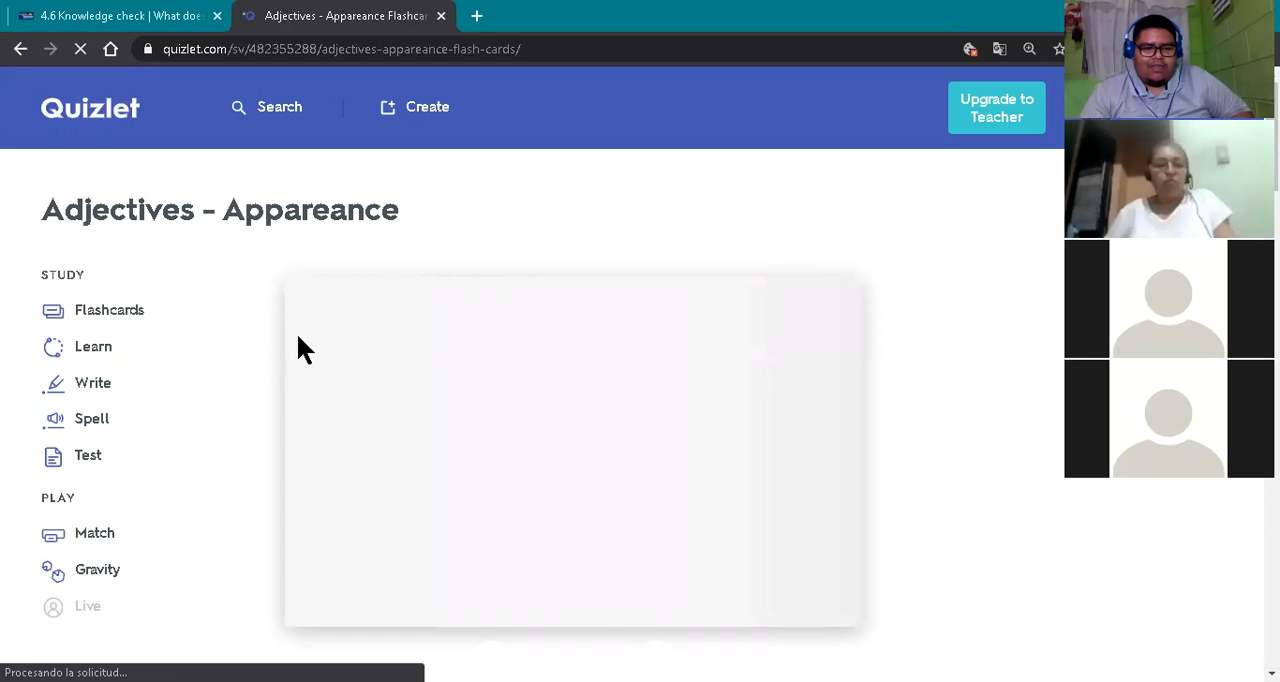 4.6 Knowledge check | What doe
Adjectives - Appareance Flashcar
quizlet.com/sv/482355288/adjectives-appareance-flash-cards/
Quizlet
Search
Create
Upgrade to
Teacher
Adjectives - Appareance
STUDY
Flashcards
Learn
Write
Spell
Test
PLAY
Match
Gravity
Live
Procesando la solicitud...